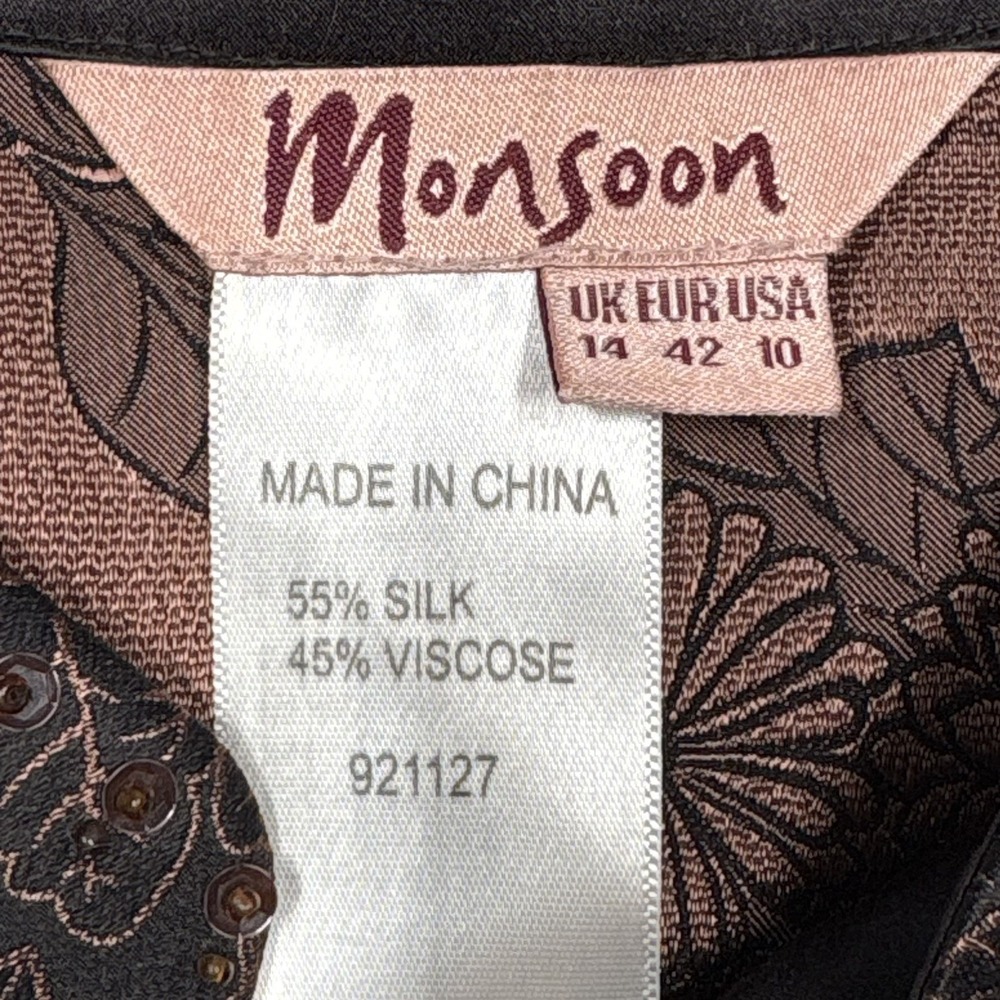 Monsoon
UK EUR USA
14 42 10
MADE IN CHINA
55% SILK
45% VISCOSE
921127